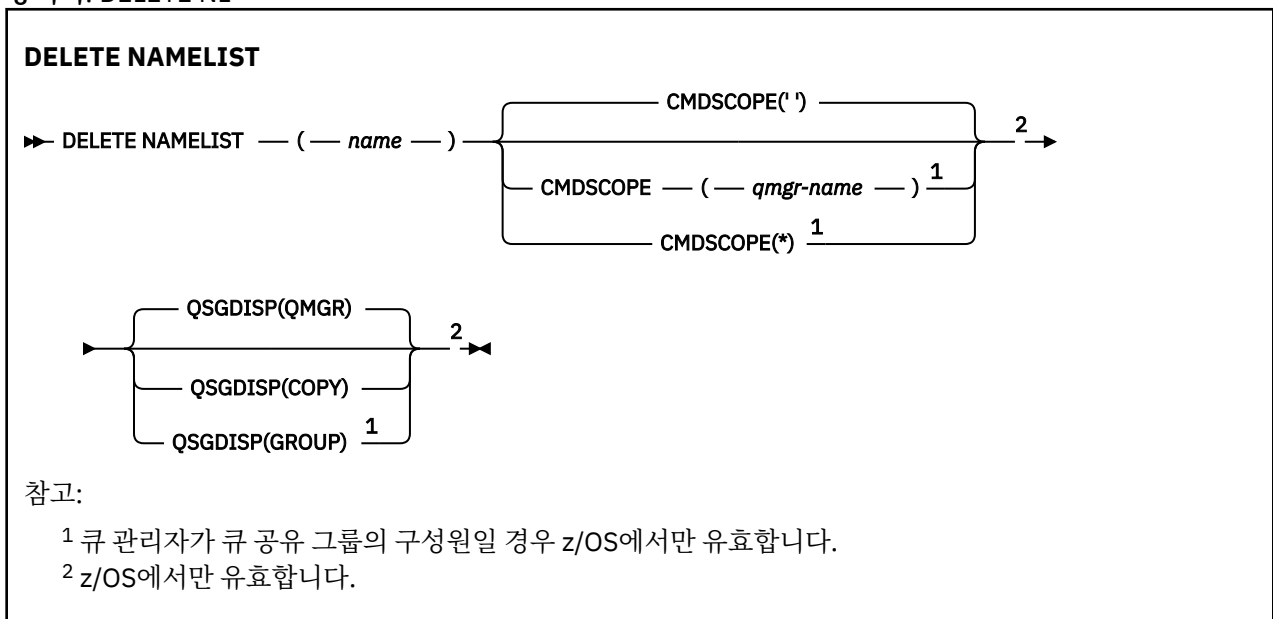 DELETE NAMELIST
CMDSCOPE(' ')
DELETE NAMELIST ( name ) 2
CMDSCOPE ( qmgr-name ) 1
CMDSCOPE(*) 1
QSGDISP(QMGR) 2
QSGDISP(COPY)
QSGDISP(GROUP) 1
참고:
1 큐 관리자가 큐 공유 그룹의 구성원일 경우 z/OS에서만 유효합니다.
2 z/OS에서만 유효합니다.